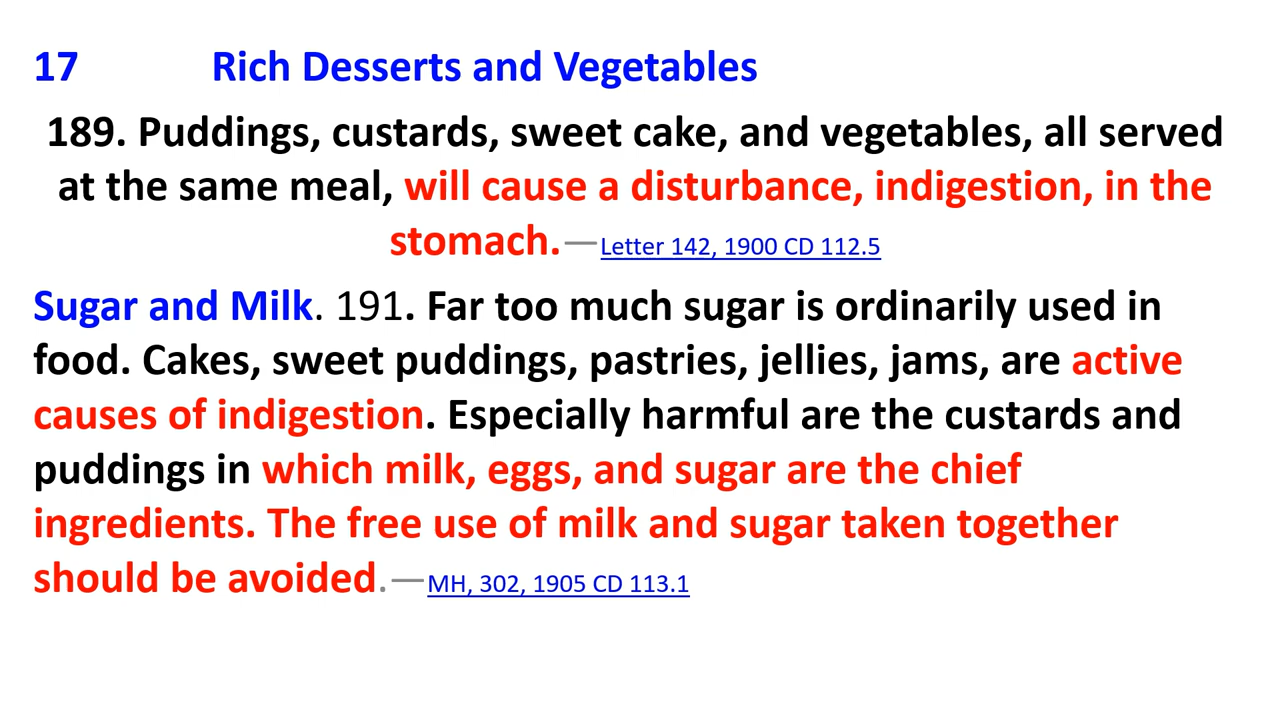 17 Rich Desserts and Vegetables
189. Puddings, custards, sweet cake, and vegetables, all served
at the same meal, will cause a disturbance, indigestion, in the
stomach.—Letter 142, 1900 CD 112.5
Sugar and Milk. 191. Far too much sugar is ordinarily used in
food. Cakes, sweet puddings, pastries, jellies, jams, are active
causes of indigestion. Especially harmful are the custards and
puddings in which milk, eggs, and sugar are the chief
ingredients. The free use of milk and sugar taken together
should be avoided.—MH, 302, 1905 CD 113.1